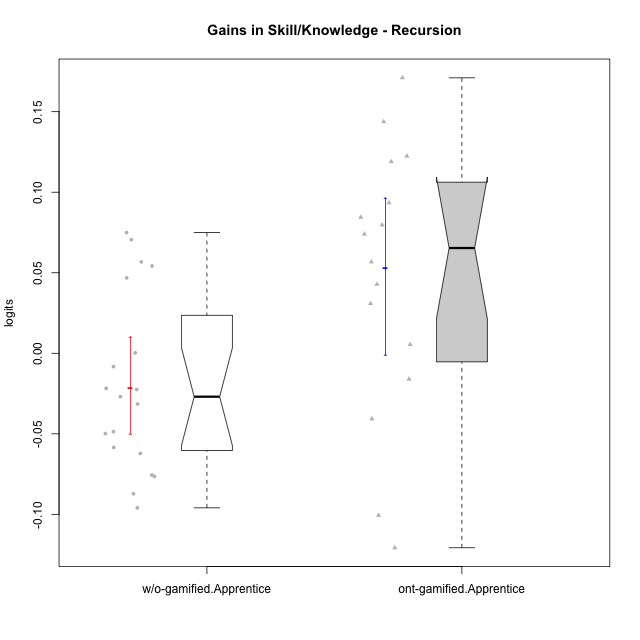 Gains in Skill/Knowledge - Recursion
logits
0.15
0.10
0.05
0.00
-0.05
-0.10
w/o-gamified.Apprentice
ont-gamified.Apprentice